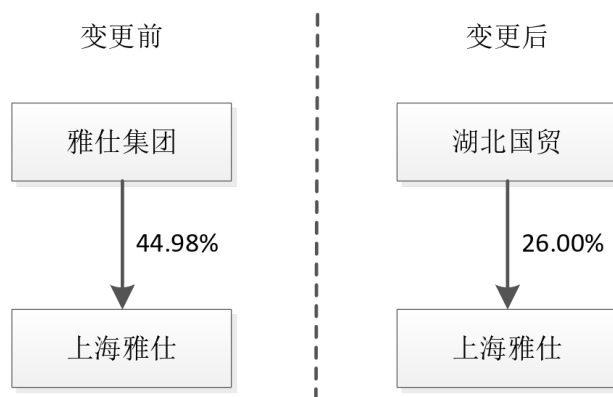 变更前
雅仕集团
44.98%
上海雅仕
变更后
湖北国贸
26.00%
上海雅仕